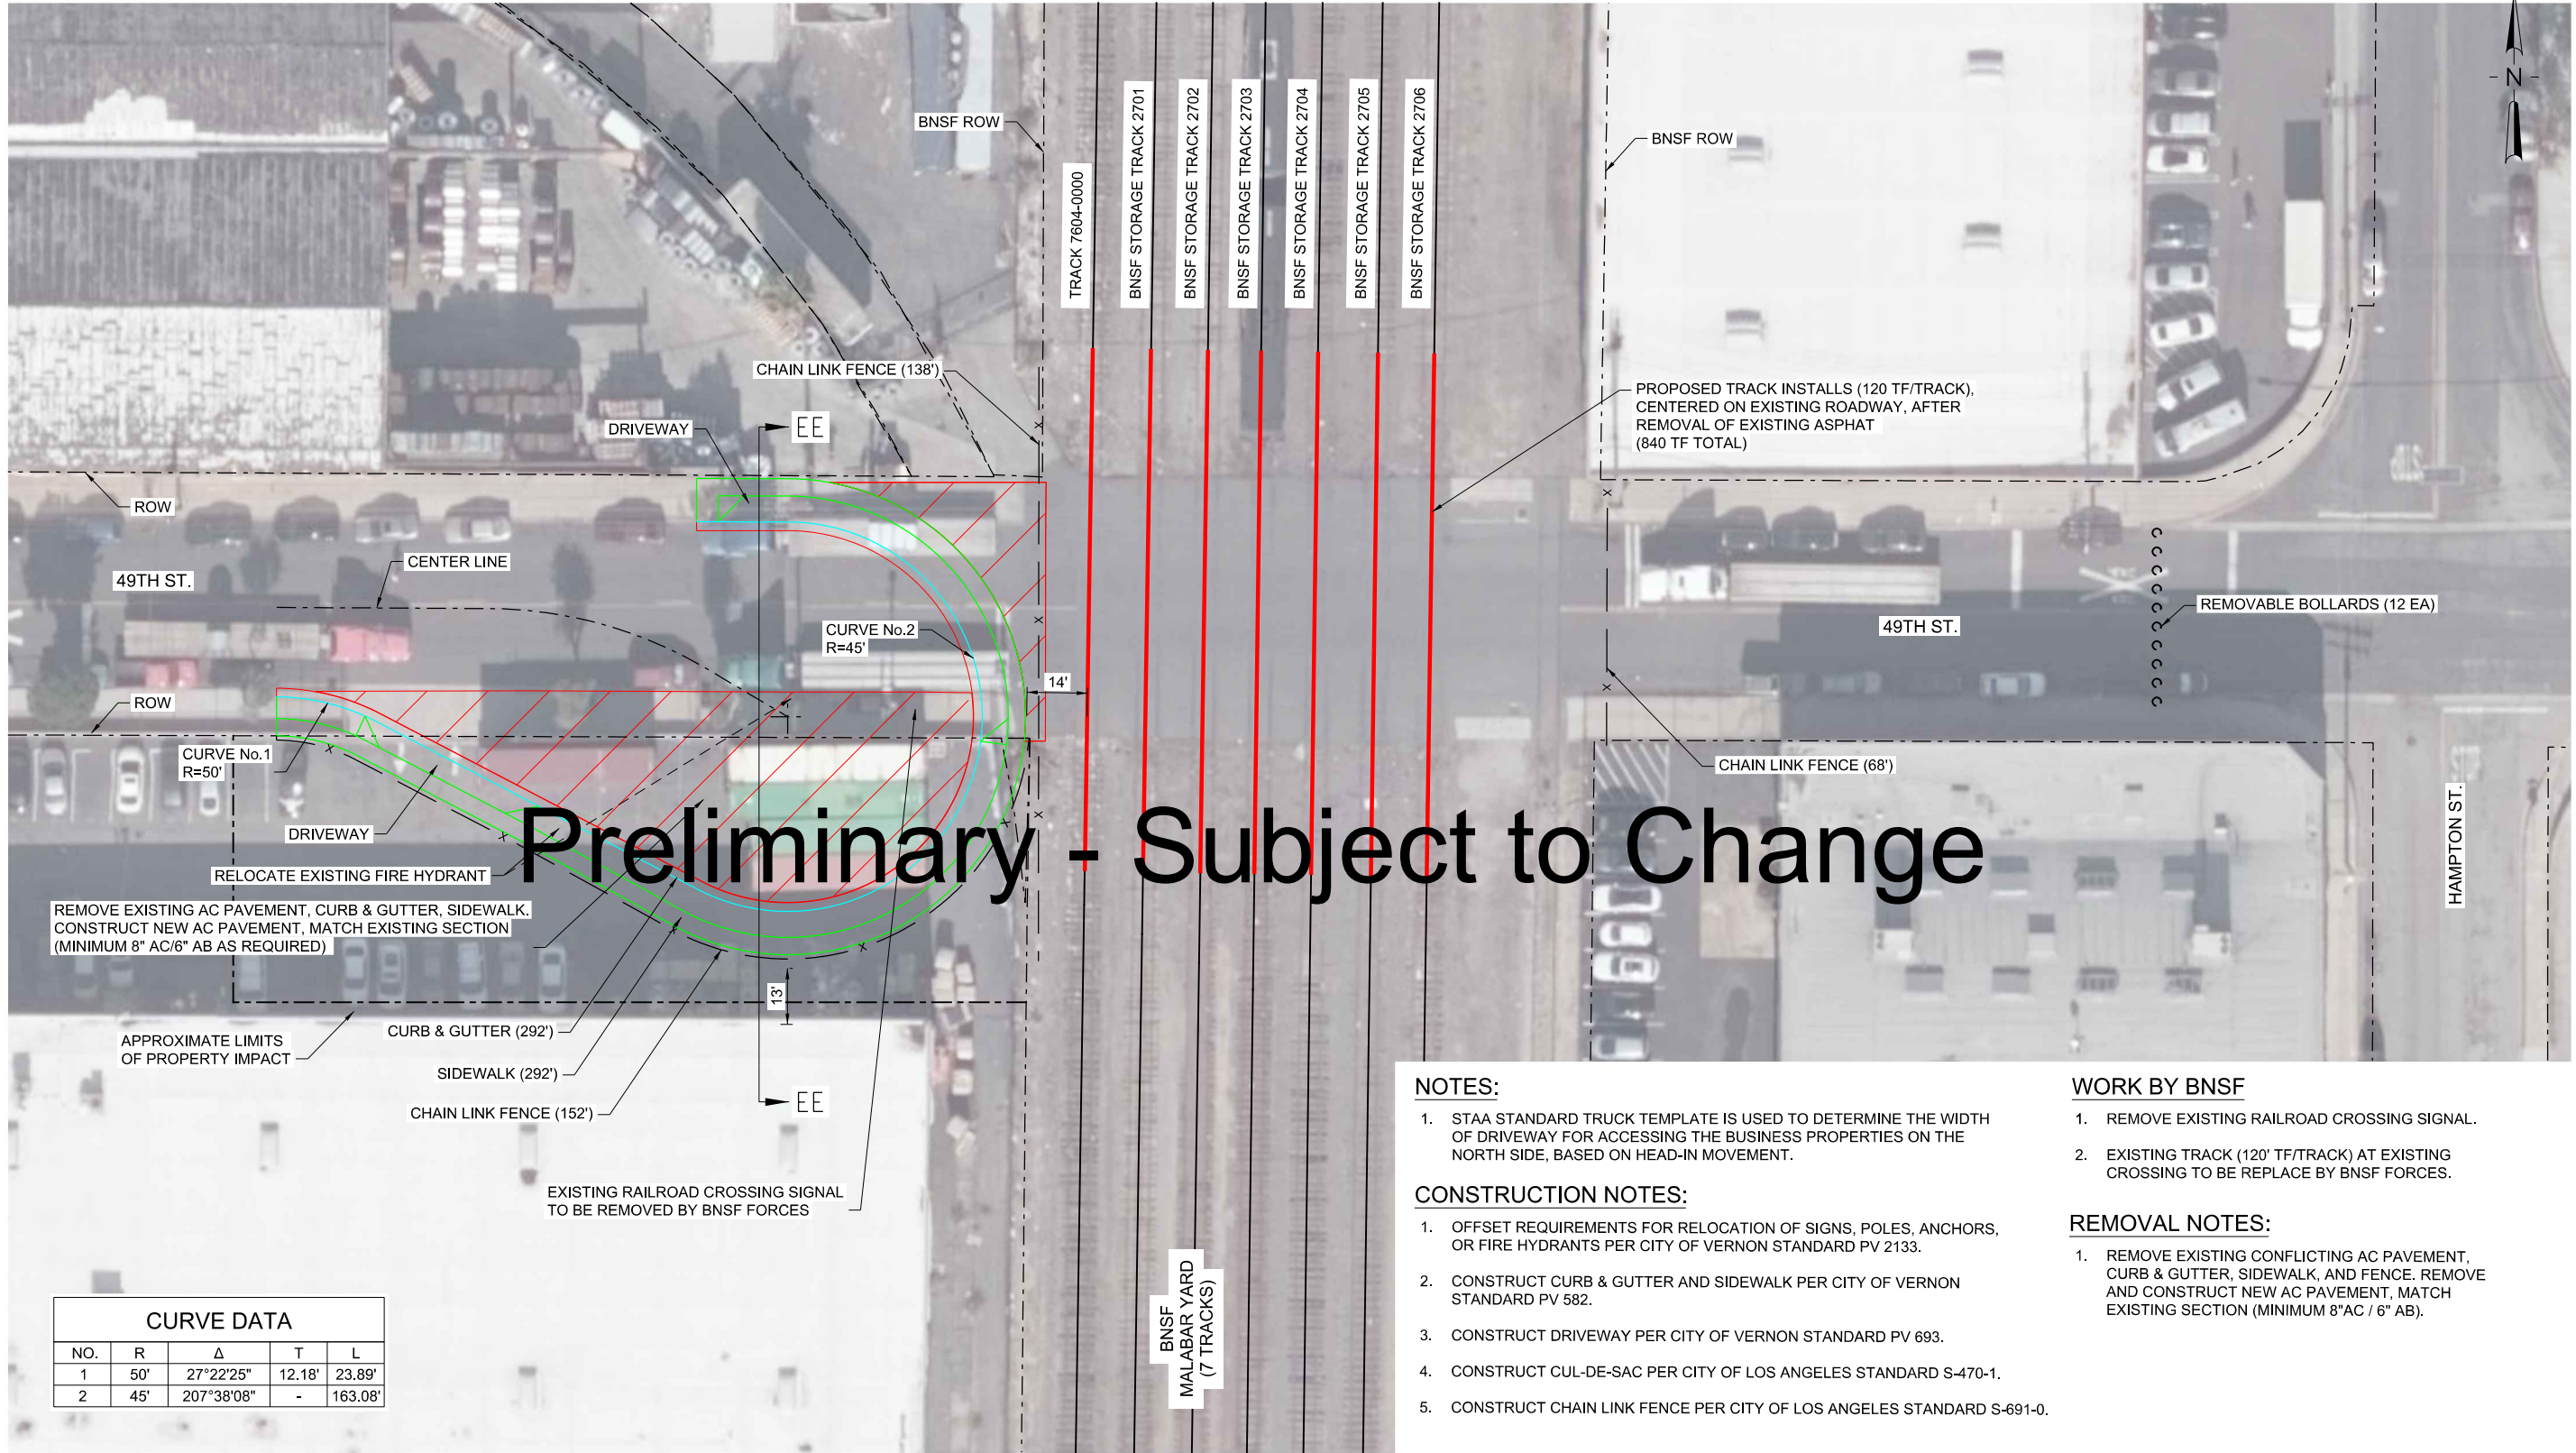 N
BNSF ROW
BNSF ROW
TRACK 7604-0000
BNSF STORAGE TRACK 2701
BNSF STORAGE TRACK 2702
BNSF STORAGE TRACK 2703
BNSF STORAGE TRACK 2704
BNSF STORAGE TRACK 2705
BNSF STORAGE TRACK 2706
CHAIN LINK FENCE (138')
PROPOSED TRACK INSTALLS (120 TF/TRACK),
CENTERED ON EXISTING ROADWAY, AFTER
REMOVAL OF EXISTING ASPHAT
(840 TF TOTAL)
DRIVEWAY
EE
ROW
CENTER LINE
49TH ST.
CURVE No.2
R=45'
REMOVABLE BOLLARDS (12 EA)
49TH ST.
14'
ROW
CURVE No.1
R=50'
CHAIN LINK FENCE (68')
DRIVEWAY
HAMPTON ST.
Preliminary - Subject to Change
RELOCATE EXISTING FIRE HYDRANT
REMOVE EXISTING AC PAVEMENT, CURB & GUTTER, SIDEWALK.
CONSTRUCT NEW AC PAVEMENT, MATCH EXISTING SECTION
(MINIMUM 8" AC/6" AB AS REQUIRED)
13'
APPROXIMATE LIMITS
OF PROPERTY IMPACT
CURB & GUTTER (292')
SIDEWALK (292')
CHAIN LINK FENCE (152')
EE
EXISTING RAILROAD CROSSING SIGNAL
TO BE REMOVED BY BNSF FORCES
BNSF
MALABAR YARD
(7 TRACKS)
CURVE DATA
NO. R Δ T L
1 50' 27°22'25" 12.18' 23.89'
2 45' 207°38'08" - 163.08'
NOTES:
1. STAA STANDARD TRUCK TEMPLATE IS USED TO DETERMINE THE WIDTH
OF DRIVEWAY FOR ACCESSING THE BUSINESS PROPERTIES ON THE
NORTH SIDE, BASED ON HEAD-IN MOVEMENT.
CONSTRUCTION NOTES:
1. OFFSET REQUIREMENTS FOR RELOCATION OF SIGNS, POLES, ANCHORS,
OR FIRE HYDRANTS PER CITY OF VERNON STANDARD PV 2133.
2. CONSTRUCT CURB & GUTTER AND SIDEWALK PER CITY OF VERNON
STANDARD PV 582.
3. CONSTRUCT DRIVEWAY PER CITY OF VERNON STANDARD PV 693.
4. CONSTRUCT CUL-DE-SAC PER CITY OF LOS ANGELES STANDARD S-470-1.
5. CONSTRUCT CHAIN LINK FENCE PER CITY OF LOS ANGELES STANDARD S-691-0.
WORK BY BNSF
1. REMOVE EXISTING RAILROAD CROSSING SIGNAL.
2. EXISTING TRACK (120' TF/TRACK) AT EXISTING
CROSSING TO BE REPLACE BY BNSF FORCES.
REMOVAL NOTES:
1. REMOVE EXISTING CONFLICTING AC PAVEMENT,
CURB & GUTTER, SIDEWALK, AND FENCE. REMOVE
AND CONSTRUCT NEW AC PAVEMENT, MATCH
EXISTING SECTION (MINIMUM 8"AC / 6" AB).